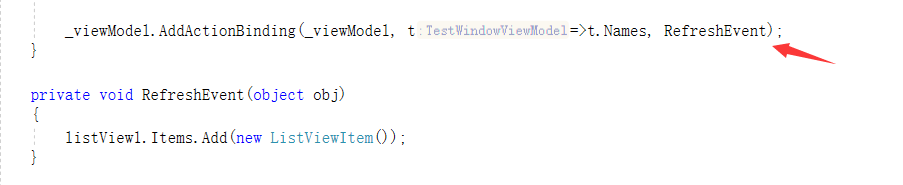 _viewModel.AddActionBinding(_viewModel, t:TestWindowViewModel=>t.Names, RefreshEvent);
}
private void RefreshEvent(object obj)
{
listView1.Items.Add(new ListViewItem());
}